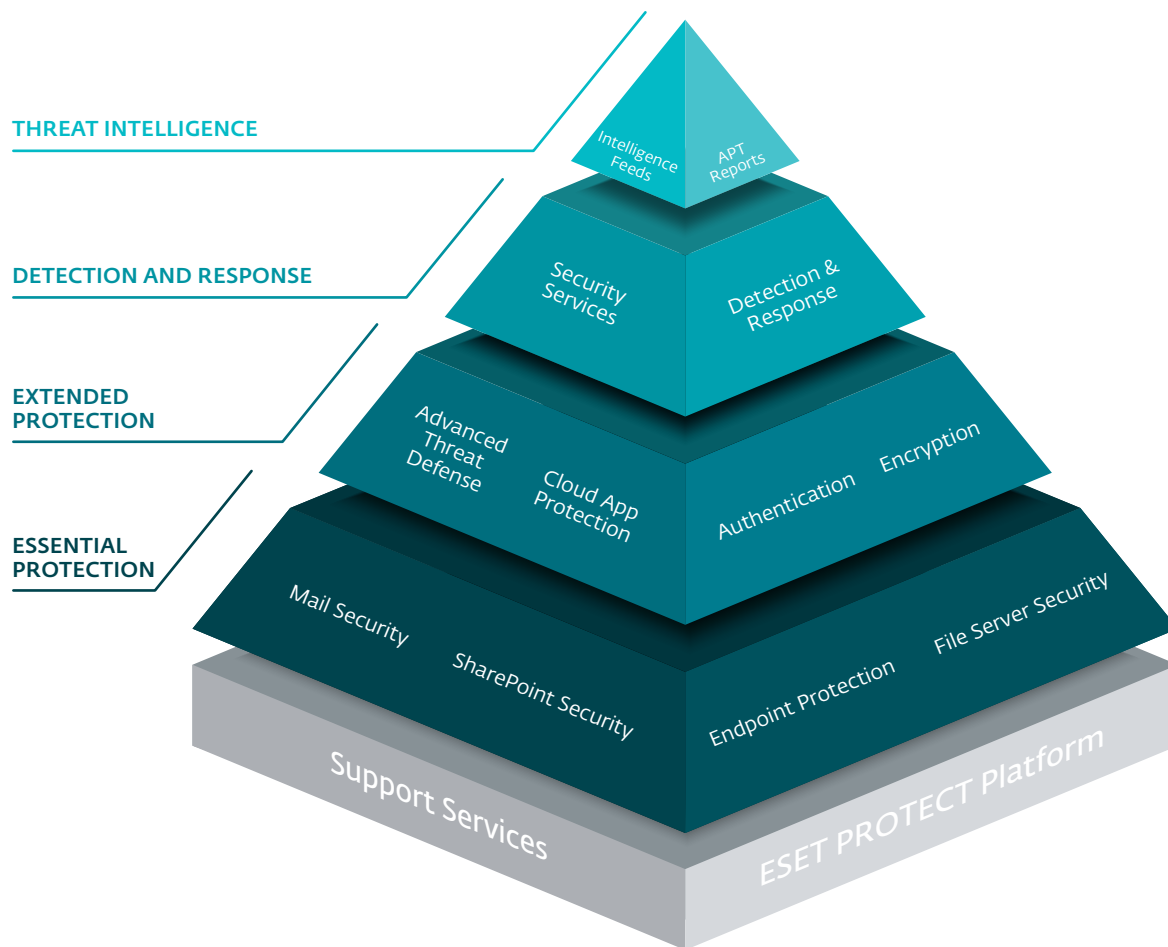 THREAT INTELLIGENCE
Intelligence
Feeds
APT
Reports
DETECTION AND RESPONSE
Security
Services
Detection &
Response
EXTENDED
PROTECTION
Advanced
Threat
Defense
Cloud App
Protection
Authentication
Encryption
ESSENTIAL
PROTECTION
Mail Security
SharePoint Security
Endpoint Protection
File Server Security
Support Services
ESET PROTECT Platform